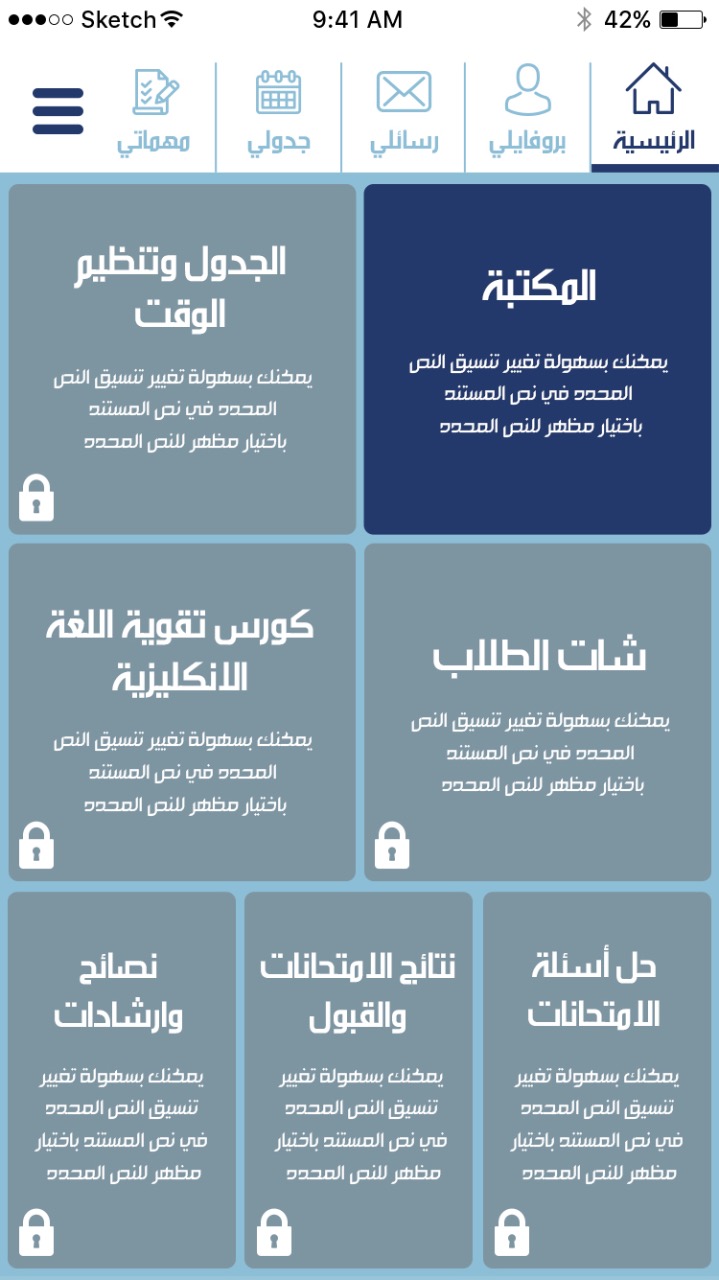 Sketch 9:41 AM 42%
الرئيسية
بروفايلي
رسائلي
جدولي
مهماتي
المكتبة
يمكنك بسهولة تغيير تنسيق النص
المحدد في نص المستند
باختيار مظهر للنص المحدد
الجدول وتنظيم
الوقت
يمكنك بسهولة تغيير تنسيق النص
المحدد في نص المستند
باختيار مظهر للنص المحدد
شات الطلاب
يمكنك بسهولة تغيير تنسيق النص
المحدد في نص المستند
باختيار مظهر للنص المحدد
كورس تقوية اللغة
الانكليزية
يمكنك بسهولة تغيير تنسيق النص
المحدد في نص المستند
باختيار مظهر للنص المحدد
حل أسئلة
الامتحانات
يمكنك بسهولة تغيير
تنسيق النص المحدد
في نص المستند باختيار
مظهر للنص المحدد
نتائج الامتحانات
والقبول
يمكنك بسهولة تغيير
تنسيق النص المحدد
في نص المستند باختيار
مظهر للنص المحدد
نصائح
وارشادات
يمكنك بسهولة تغيير
تنسيق النص المحدد
في نص المستند باختيار
مظهر للنص المحدد